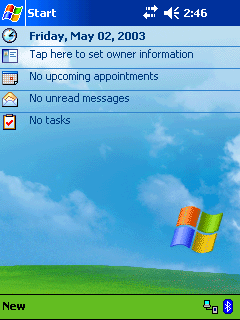 Start 2:46
Friday, May 02, 2003
Tap here to set owner information
No upcoming appointments
No unread messages
No tasks
New